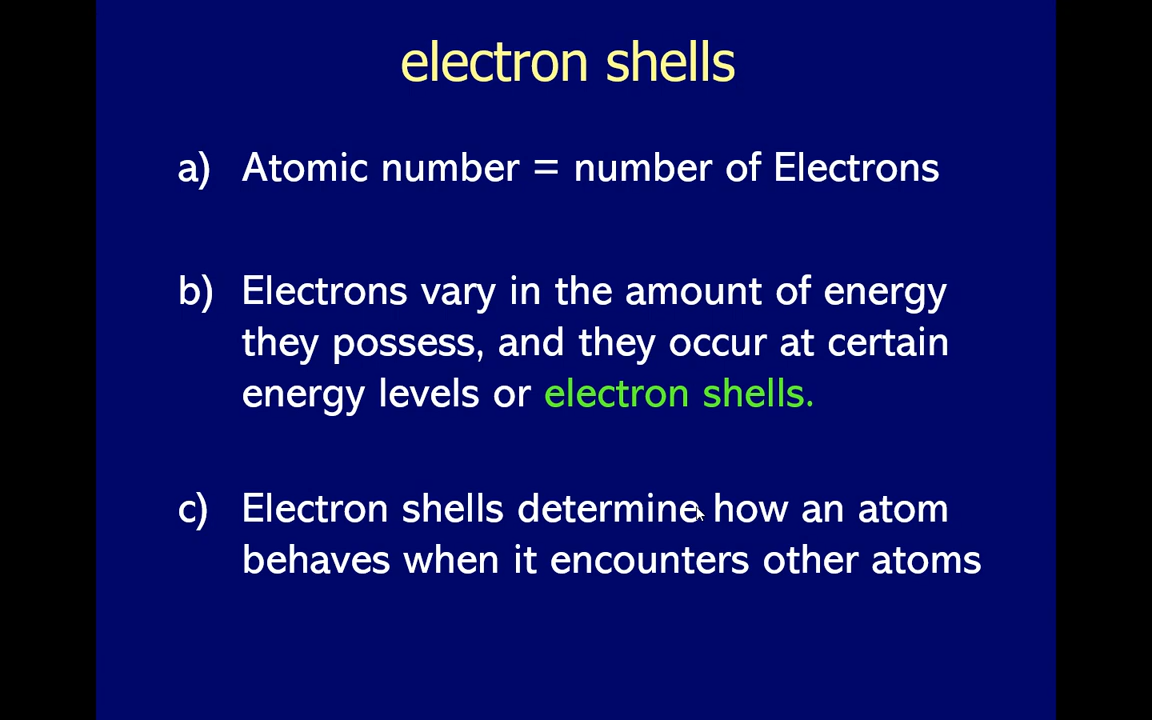 electron shells
a) Atomic number = number of Electrons
b) Electrons vary in the amount of energy
they possess, and they occur at certain
energy levels or electron shells.
c) Electron shells determine how an atom
behaves when it encounters other atoms